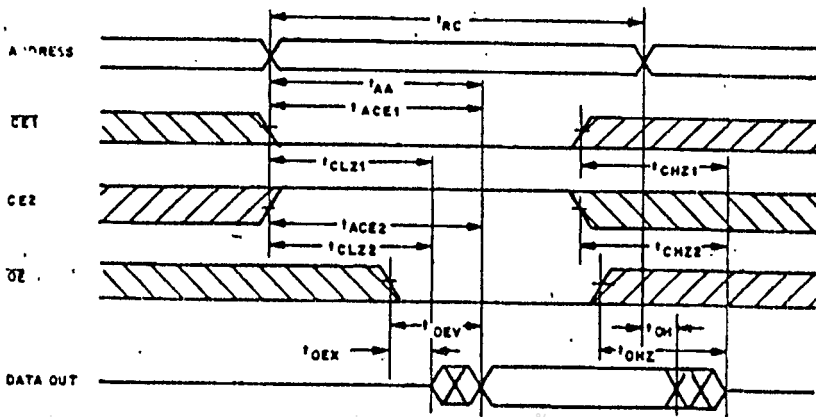 tRC
ADDRESS
tAA
tACE1
CE1
tCLZ1
tCHZ1
CE2
tACE2
tCLZ2
tCHZ2
OE
tOEV
tOH
tOEX
tOHZ
DATA OUT